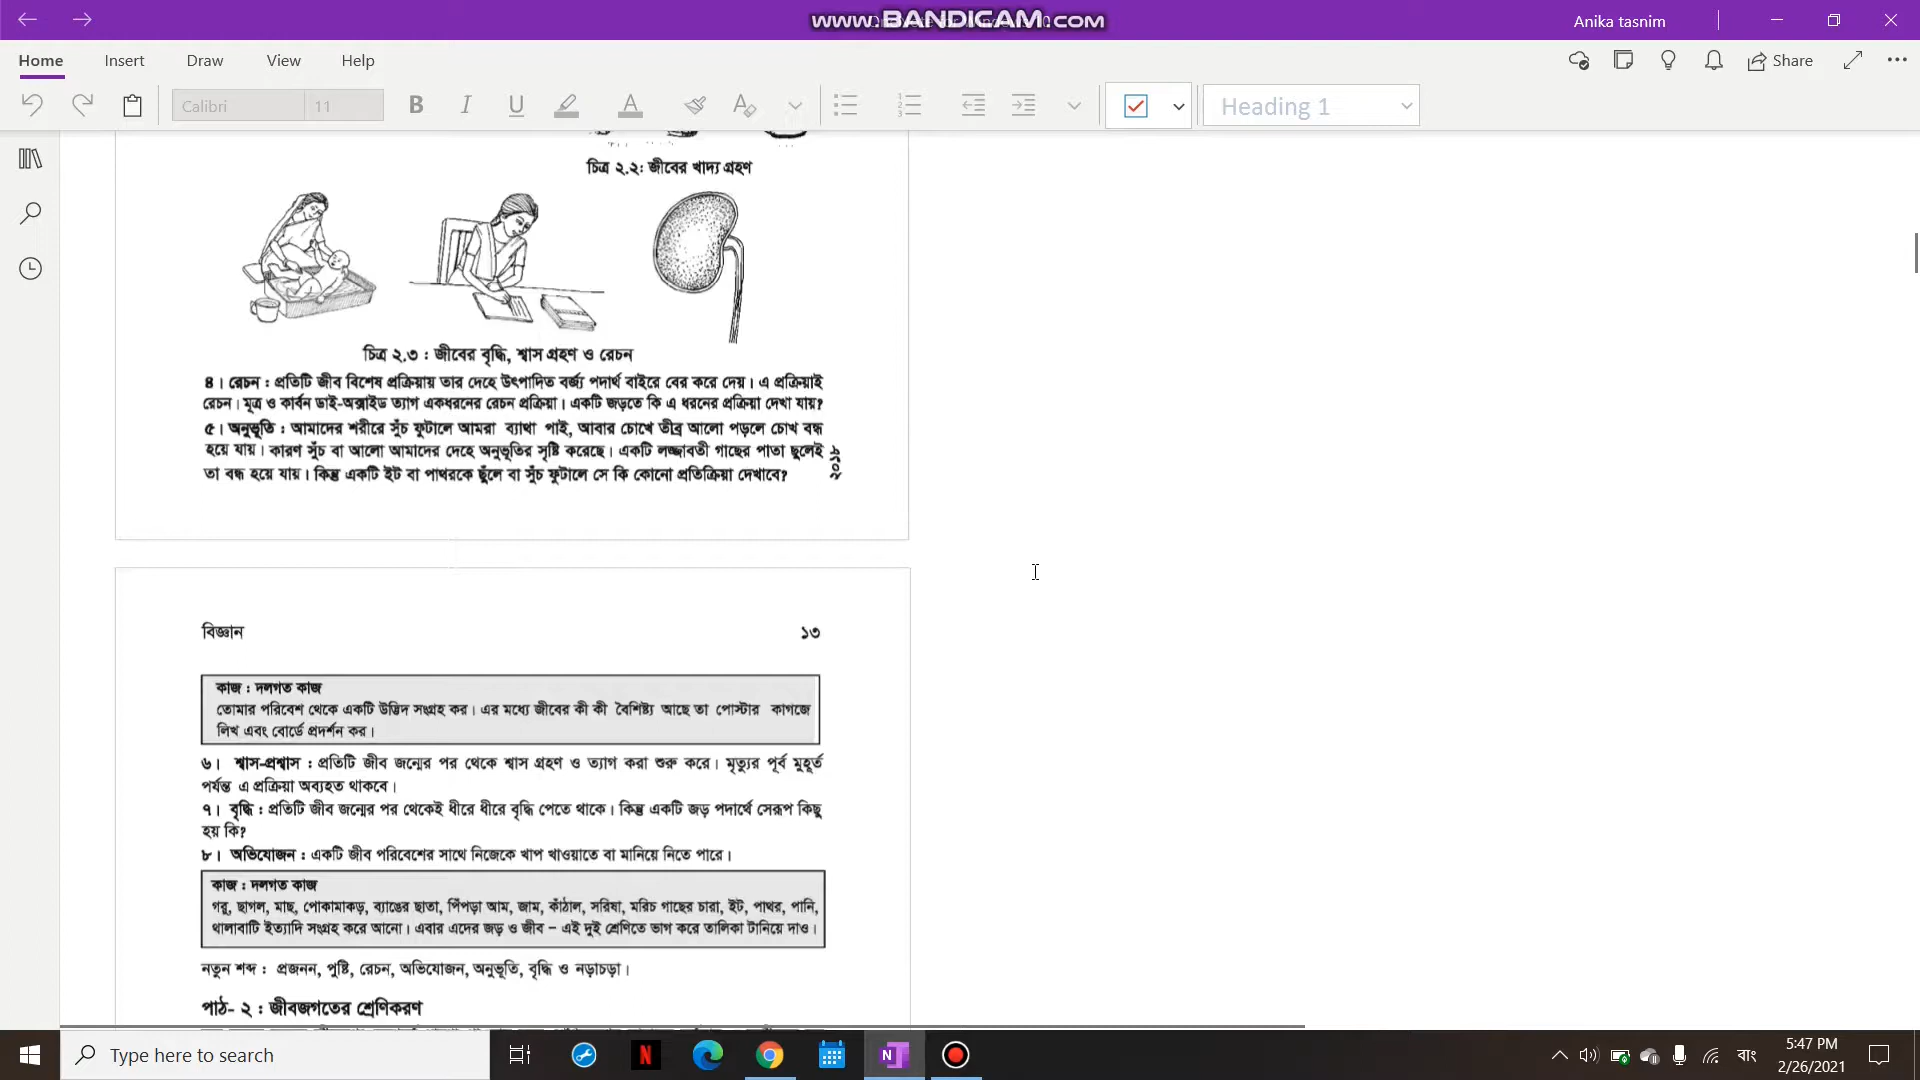 www.BANDICAM.com
Anika tasnim
Home
Insert
Draw
View
Help
Share
Calibri
11
B
I
U
A
Heading 1
চিত্র ২.২: জীবের খাদ্য গ্রহণ
চিত্র ২.৩ : জীবের বৃদ্ধি, শ্বাস গ্রহণ ও রেচন
৪। রেচন : প্রতিটি জীব বিশেষ প্রক্রিয়ায় তার দেহে উৎপাদিত বর্জ্য পদার্থ বাইরে বের করে দেয়। এ প্রক্রিয়াই
রেচন। মূত্র ও কার্বন ডাই-অক্সাইড ত্যাগ একধরনের রেচন প্রক্রিয়া। একটি জড়তে কি এ ধরনের প্রক্রিয়া দেখা যায়?
৫। অনুভূতি : আমাদের শরীরে সুঁচ ফুটালে আমরা ব্যাথা পাই, আবার চোখে তীব্র আলো পড়লে চোখ বন্ধ
হয়ে যায়। কারণ সুঁচ বা আলো আমাদের দেহে অনুভূতির সৃষ্টি করেছে। একটি লজ্জাবতী গাছের পাতা ছুলেই
তা বন্ধ হয়ে যায়। কিন্তু একটি ইট বা পাথরকে ছুঁলে বা সুঁচ ফুটালে সে কি কোনো প্রতিক্রিয়া দেখাবে?
২০১৮
বিজ্ঞান
১৩
কাজ : দলগত কাজ
তোমার পরিবেশ থেকে একটি উদ্ভিদ সংগ্রহ কর। এর মধ্যে জীবের কী কী বৈশিষ্ট্য আছে তা পোস্টার কাগজে
লিখ এবং বোর্ডে প্রদর্শন কর।
৬। শ্বাস-প্রশ্বাস : প্রতিটি জীব জন্মের পর থেকে শ্বাস গ্রহণ ও ত্যাগ করা শুরু করে। মৃত্যুর পূর্ব মুহূর্ত
পর্যন্ত এ প্রক্রিয়া অব্যহত থাকবে।
৭। বৃদ্ধি : প্রতিটি জীব জন্মের পর থেকেই ধীরে ধীরে বৃদ্ধি পেতে থাকে। কিন্তু একটি জড় পদার্থে সেরূপ কিছু
হয় কি?
৮। অভিযোজন : একটি জীব পরিবেশের সাথে নিজেকে খাপ খাওয়াতে বা মানিয়ে নিতে পারে।
কাজ : দলগত কাজ
গরু, ছাগল, মাছ, পোকামাকড়, ব্যাঙের ছাতা, পিঁপড়া আম, জাম, কাঁঠাল, সরিষা, মরিচ গাছের চারা, ইট, পাথর, পানি,
থালাবাটি ইত্যাদি সংগ্রহ করে আনো। এবার এদের জড় ও জীব – এই দুই শ্রেণিতে ভাগ করে তালিকা টানিয়ে দাও।
নতুন শব্দ : প্রজনন, পুষ্টি, রেচন, অভিযোজন, অনুভূতি, বৃদ্ধি ও নড়াচড়া।
পাঠ- ২ : জীবজগতের শ্রেণিকরণ
Type here to search
বাং
5:47 PM
2/26/2021